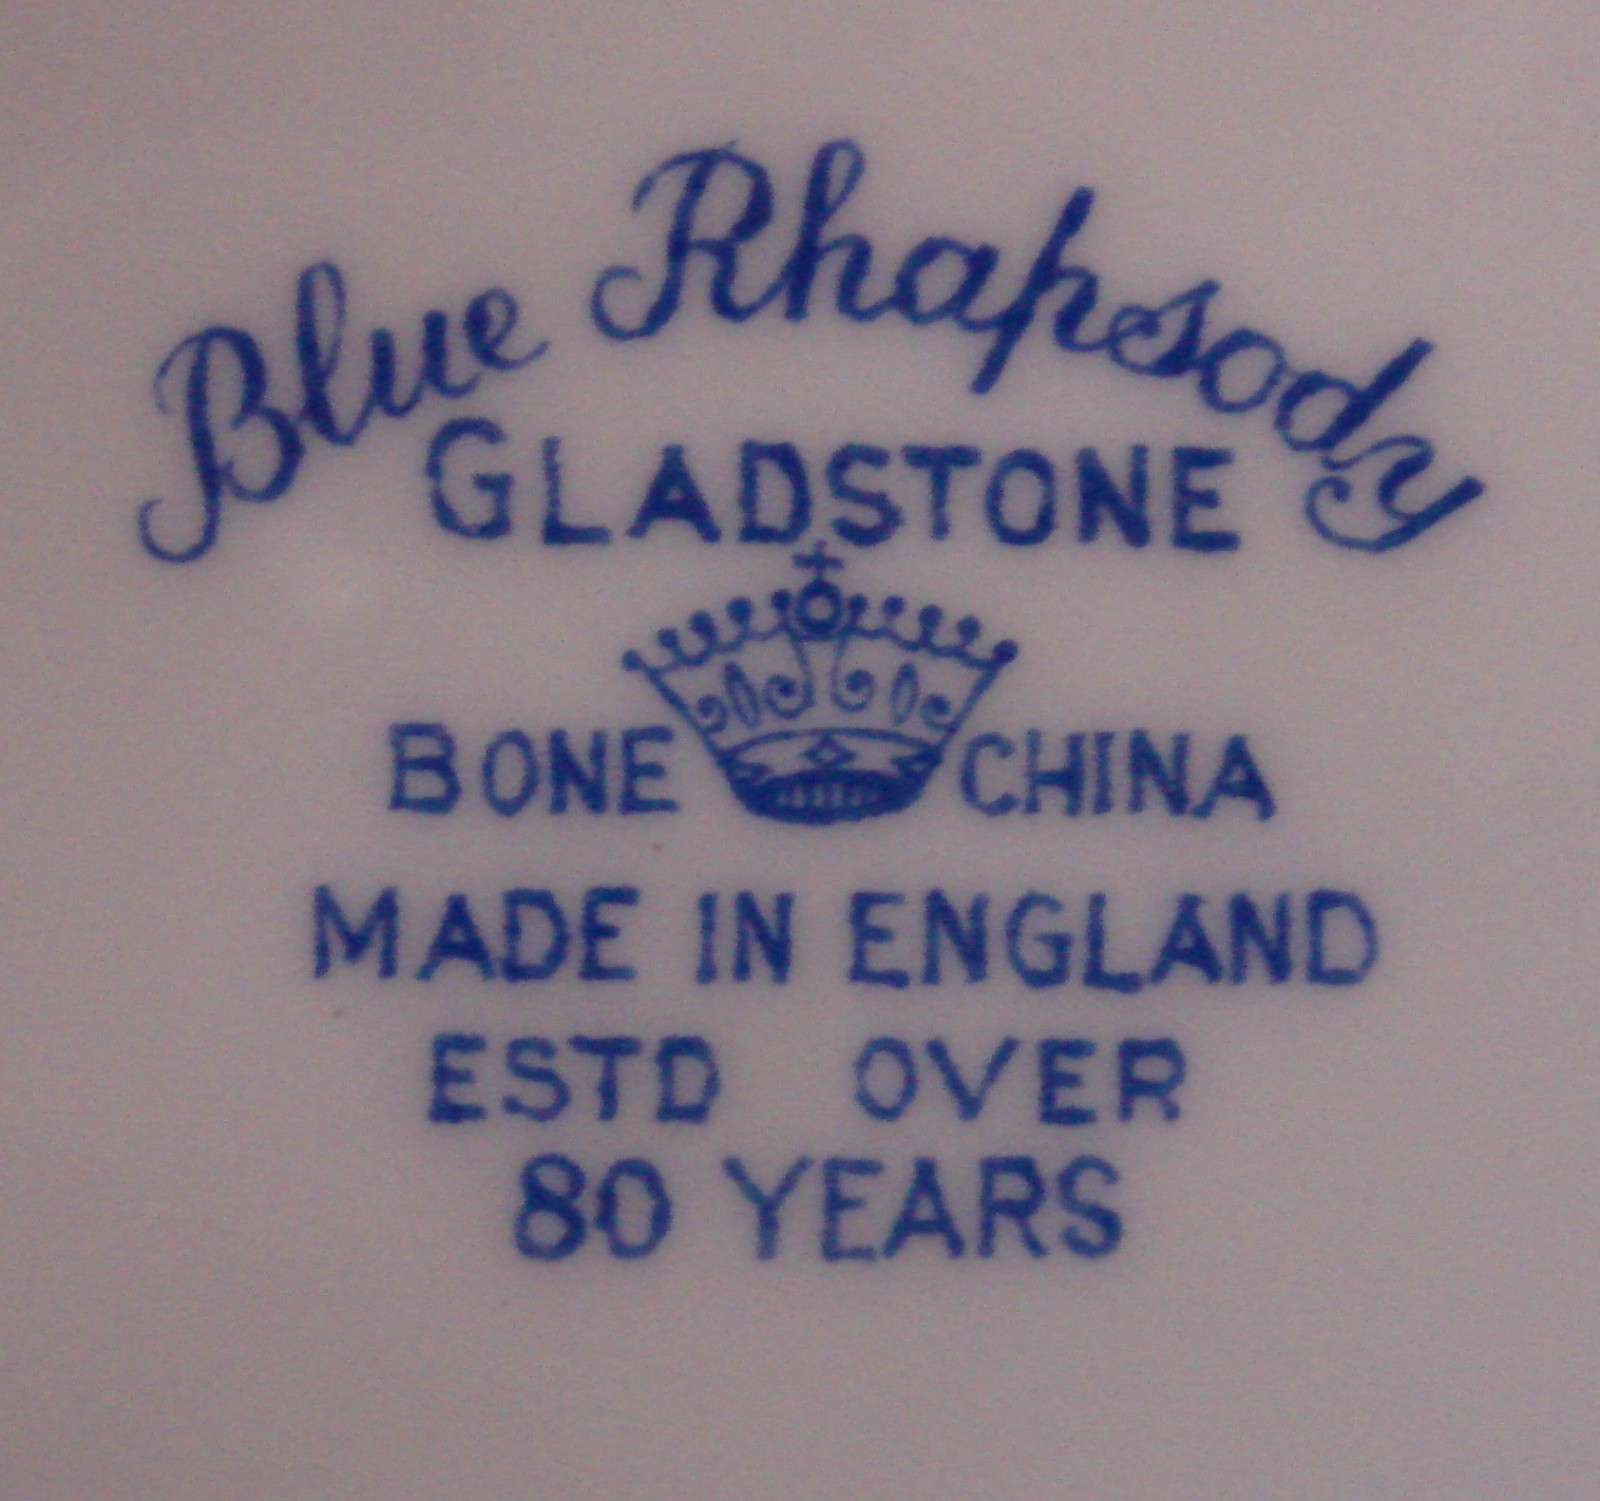 Blue Rhapsody
GLADSTONE
BONE CHINA
MADE IN ENGLAND
ESTD OVER
80 YEARS